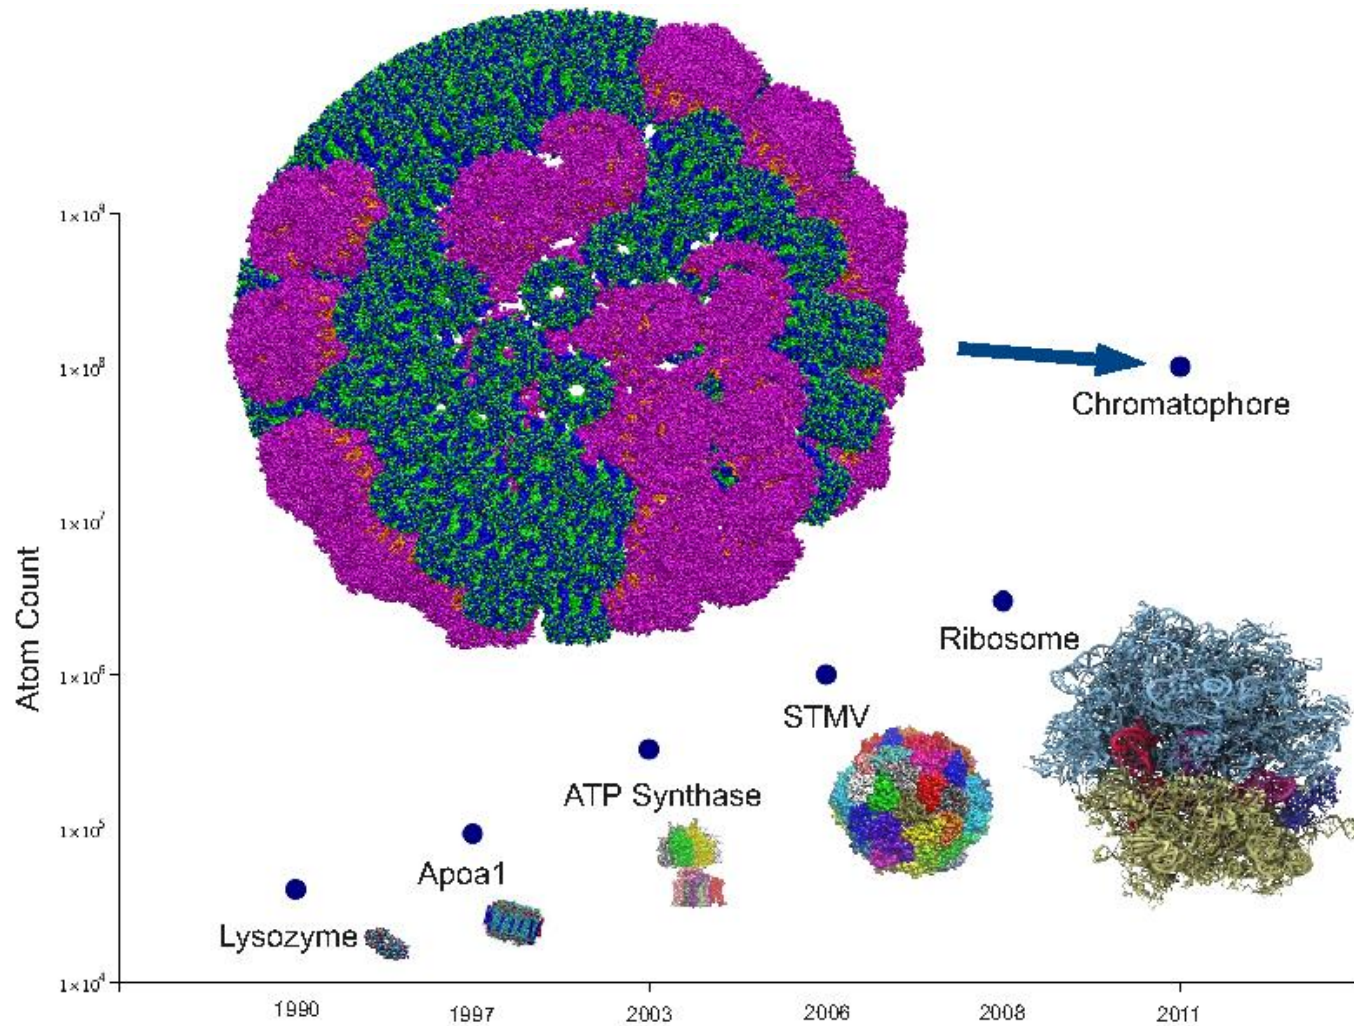 1×10⁹
1×10⁸
Chromatophore
1×10⁷
Atom Count
Ribosome
1×10⁶
STMV
ATP Synthase
1×10⁵
Apoa1
Lysozyme
1×10⁴
1990 1997 2003 2006 2008 2011